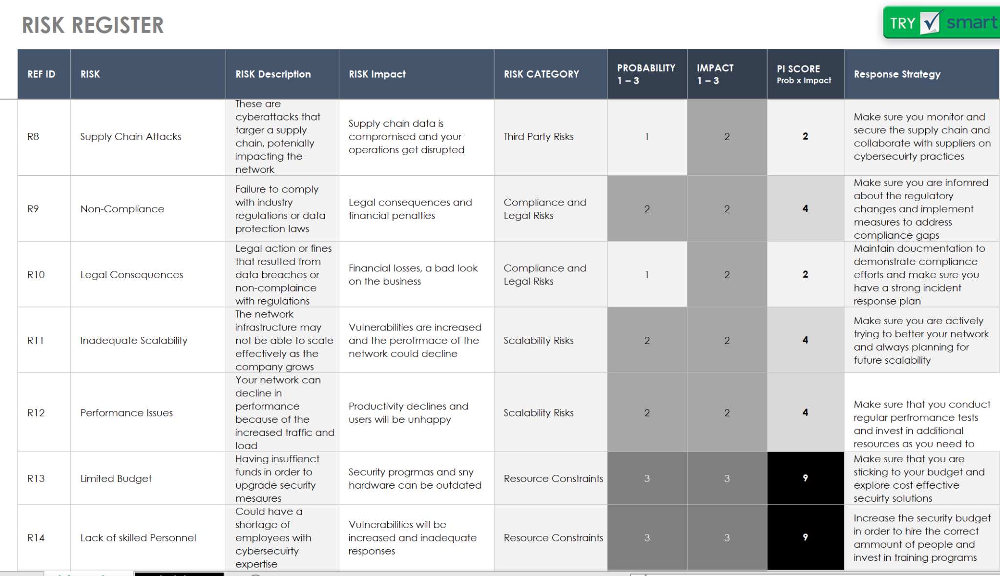 RISK REGISTER
TRY smart
REF ID
RISK
RISK Description
RISK Impact
RISK CATEGORY
PROBABILITY
1 – 3
IMPACT
1 – 3
PI SCORE
Prob x Impact
Response Strategy
R8
Supply Chain Attacks
These are
cyberattacks that
targer a supply
chain, potenially
impacting the
network
Supply chain data is
compromised and your
operations get disrupted
Third Party Risks
1
2
2
Make sure you monitor and
secure the supply chain and
collaborate with suppliers on
cybersecuirty practices
R9
Non-Compliance
Failure to comply
with industry
regulations or data
protection laws
Legal consequences and
financial penalties
Compliance and
Legal Risks
2
2
4
Make sure you are infomred
about the regulatory
changes and implement
measures to address
compliance gaps
R10
Legal Consequences
Legal action or fines
that resulted from
data breaches or
non-complaince
with regulations
Financial losses, a bad look
on the business
Compliance and
Legal Risks
1
2
2
Maintain doucmentation to
demonstrate compliance
efforts and make sure you
have a strong incident
response plan
R11
Inadequate Scalability
The network
infrastructure may
not be able to scale
effectively as the
company grows
Vulnerabilities are increased
and the perofrmace of the
network could decline
Scalability Risks
2
2
4
Make sure you are actively
trying to better your network
and always planning for
future scalability
R12
Performance Issues
Your network can
decline in
performance
because of the
increased traffic and
load
Productivity declines and
users will be unhappy
Scalability Risks
2
2
4
Make sure that you conduct
regular perfromance tests
and invest in additional
resources as you need to
R13
Limited Budget
Having insuffienct
funds in order to
upgrade security
mesaures
Security progrmas and sny
hardware can be outdated
Resource Constraints
3
3
9
Make sure that you are
sticking to your budget and
explore cost effective
secuirty solutions
R14
Lack of skilled Personnel
Could have a
shortage of
employees with
cybersecuirty
expertise
Vulnerabilities will be
increased and inadequate
responses
Resource Constraints
3
3
9
Increase the security budget
in order to hire the correct
ammount of people and
invest in training programs